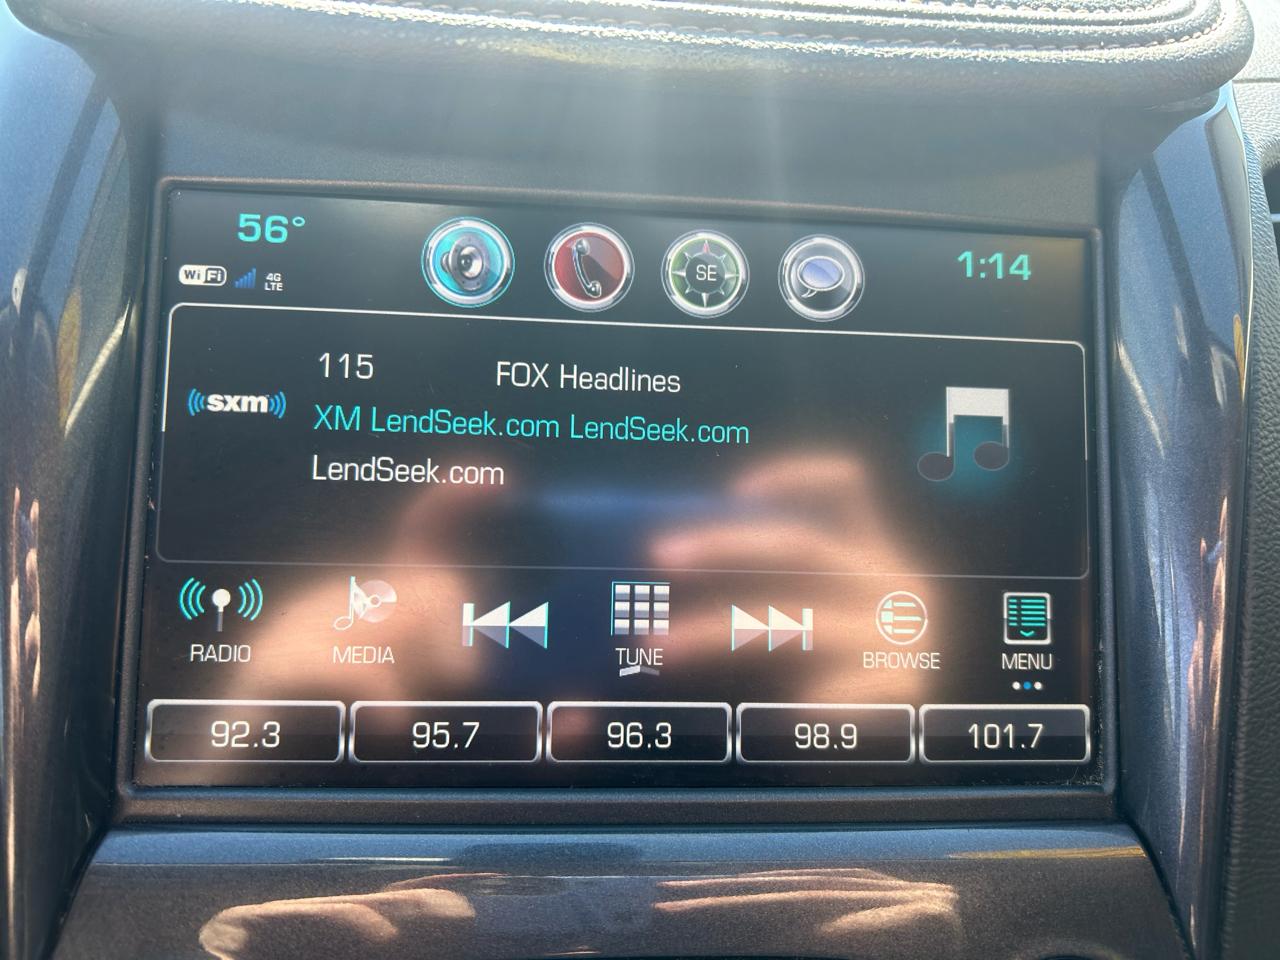 56°
WiFi
4G
LTE
SE
1:14
115 FOX Headlines
((sxm))
XM LendSeek.com LendSeek.com
LendSeek.com
RADIO
MEDIA
TUNE
BROWSE
MENU
92.3
95.7
96.3
98.9
101.7